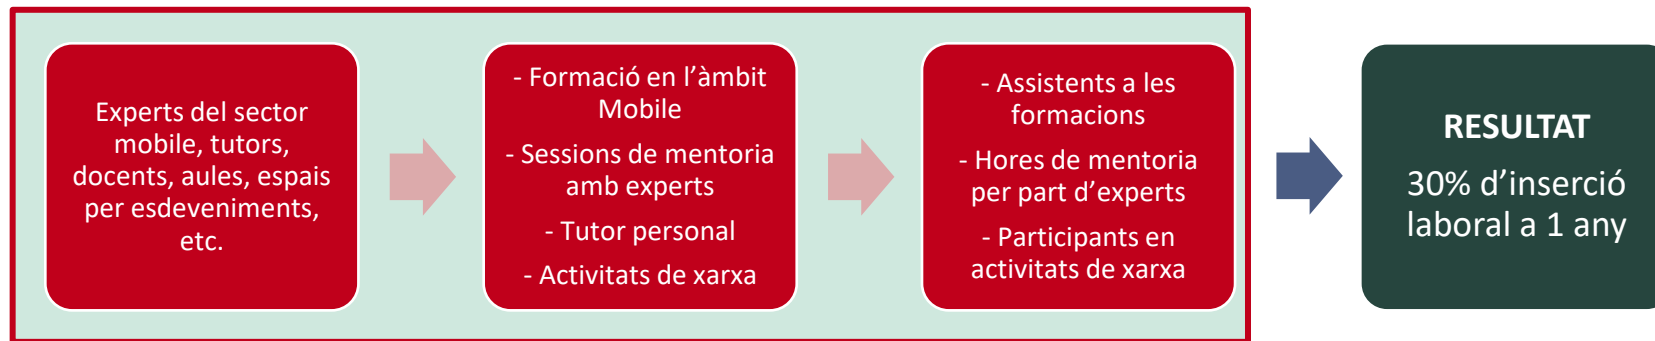 Experts del sector
mobile, tutors,
docents, aules, espais
per esdeveniments,
etc.
- Formació en l’àmbit
Mobile
- Sessions de mentoria
amb experts
- Tutor personal
- Activitats de xarxa
- Assistents a les
formacions
- Hores de mentoria
per part d’experts
- Participants en
activitats de xarxa
RESULTAT
30% d’inserció
laboral a 1 any